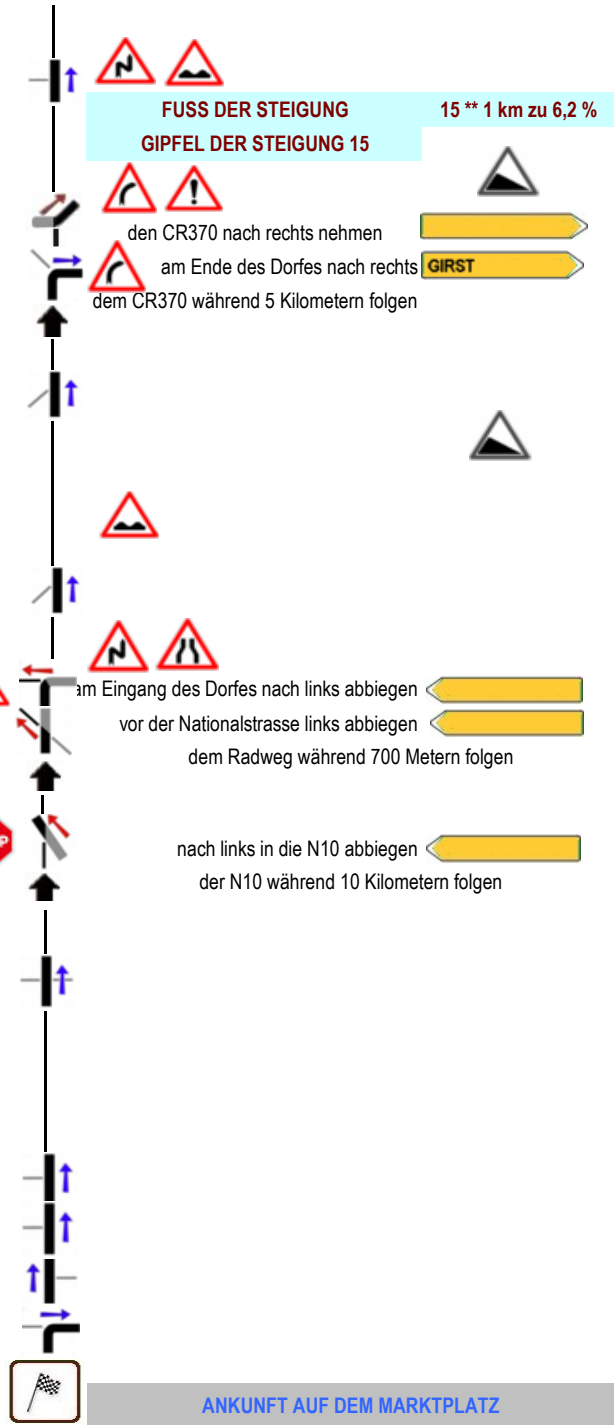 FUSS DER STEIGUNG 15 ** 1 km zu 6,2 %
GIPFEL DER STEIGUNG 15
den CR370 nach rechts nehmen
am Ende des Dorfes nach rechts GIRST
dem CR370 während 5 Kilometern folgen
am Eingang des Dorfes nach links abbiegen
vor der Nationalstrasse links abbiegen
dem Radweg während 700 Metern folgen
nach links in die N10 abbiegen
der N10 während 10 Kilometern folgen
ANKUNFT AUF DEM MARKTPLATZ